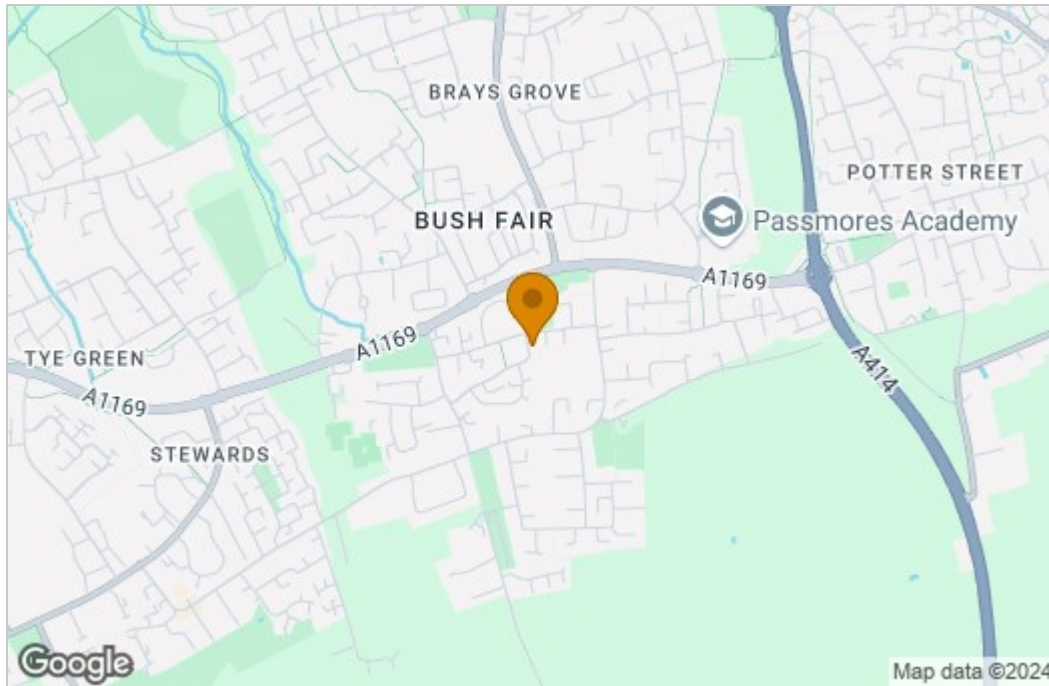 BRAYS GROVE
POTTER STREET
BUSH FAIR
Passmores Academy
A1169
A1169
TYE GREEN
A1169
A414
STEWARDS
Google
Map data ©2024